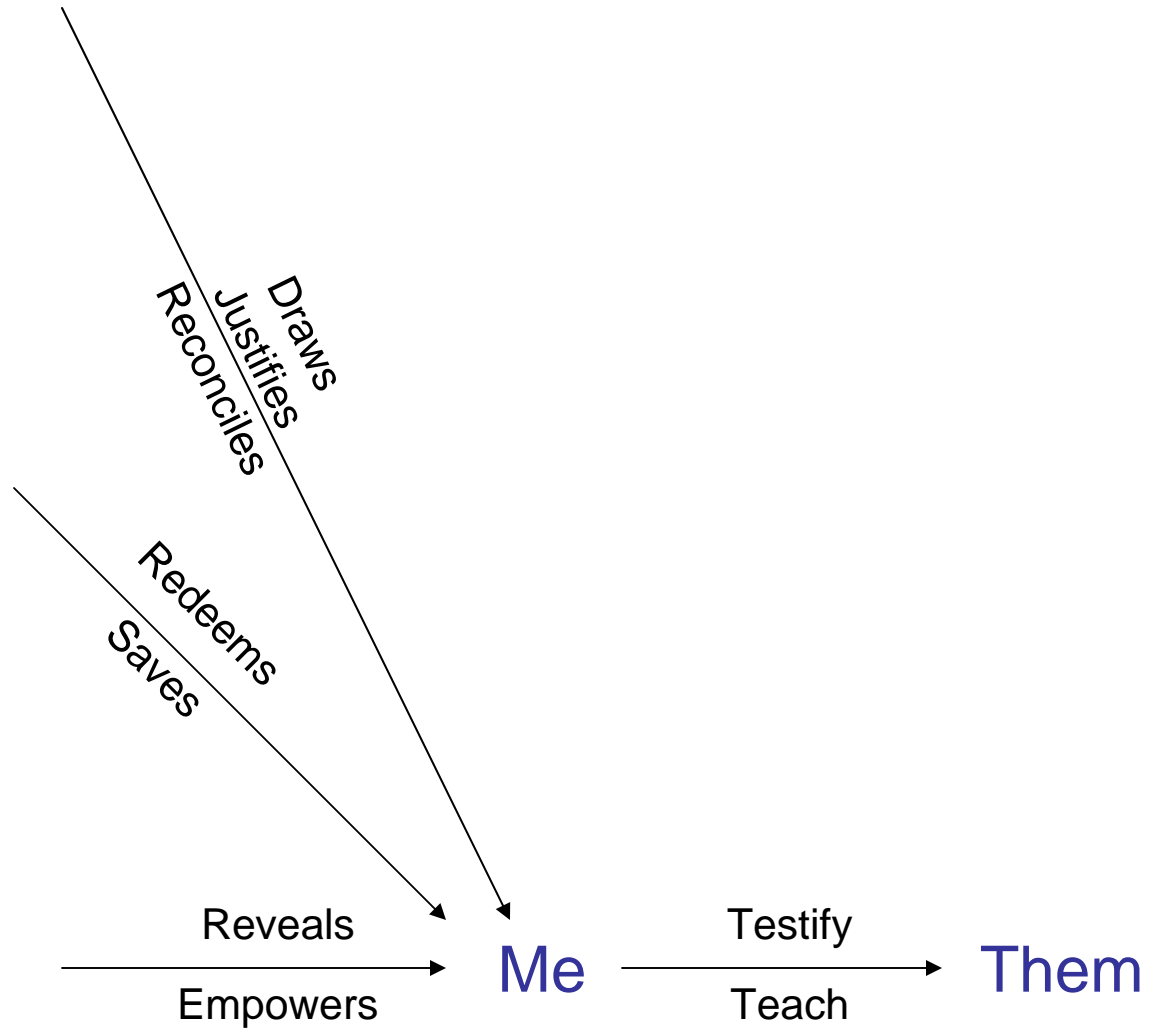 Draws
Justifies
Reconciles
Redeems
Saves
Reveals
Empowers
Me
Testify
Teach
Them